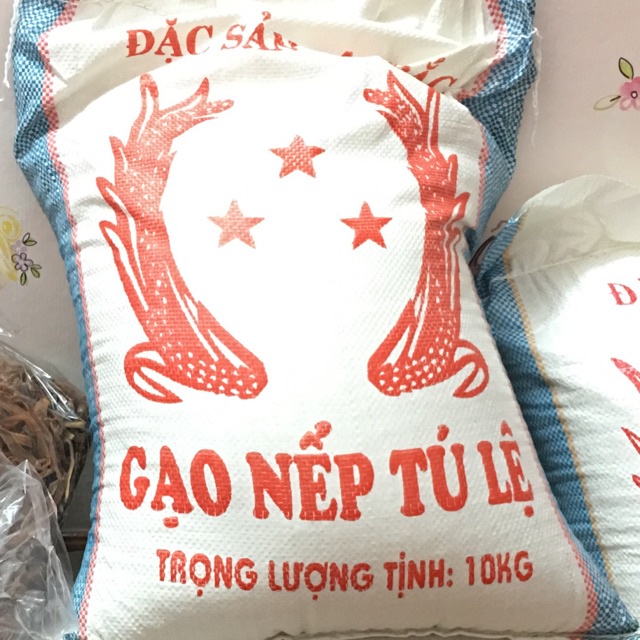 ĐẶC SẢN
GẠO NẾP TÚ LỆ
TRỌNG LƯỢNG TỊNH: 10KG